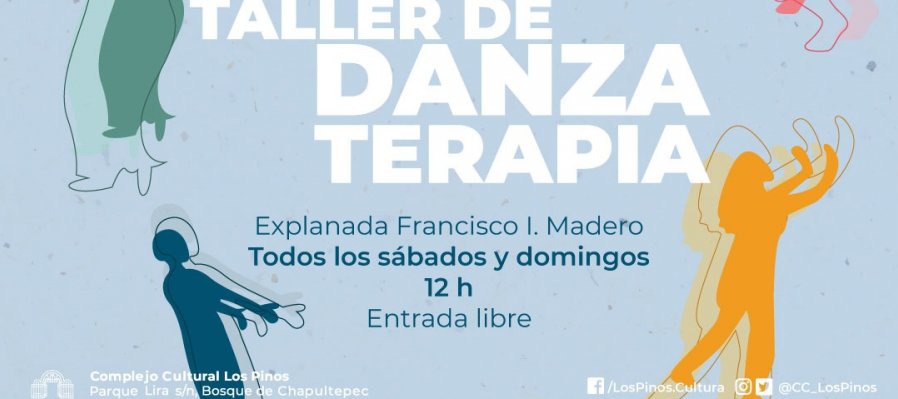 TALLER DE
DANZA
TERAPIA
Explanada Francisco I. Madero
Todos los sábados y domingos
12 h
Entrada libre
Complejo Cultural Los Pinos
Parque Lira s/n, Bosque de Chapultepec
/LosPinos.Cultura @CC_LosPinos